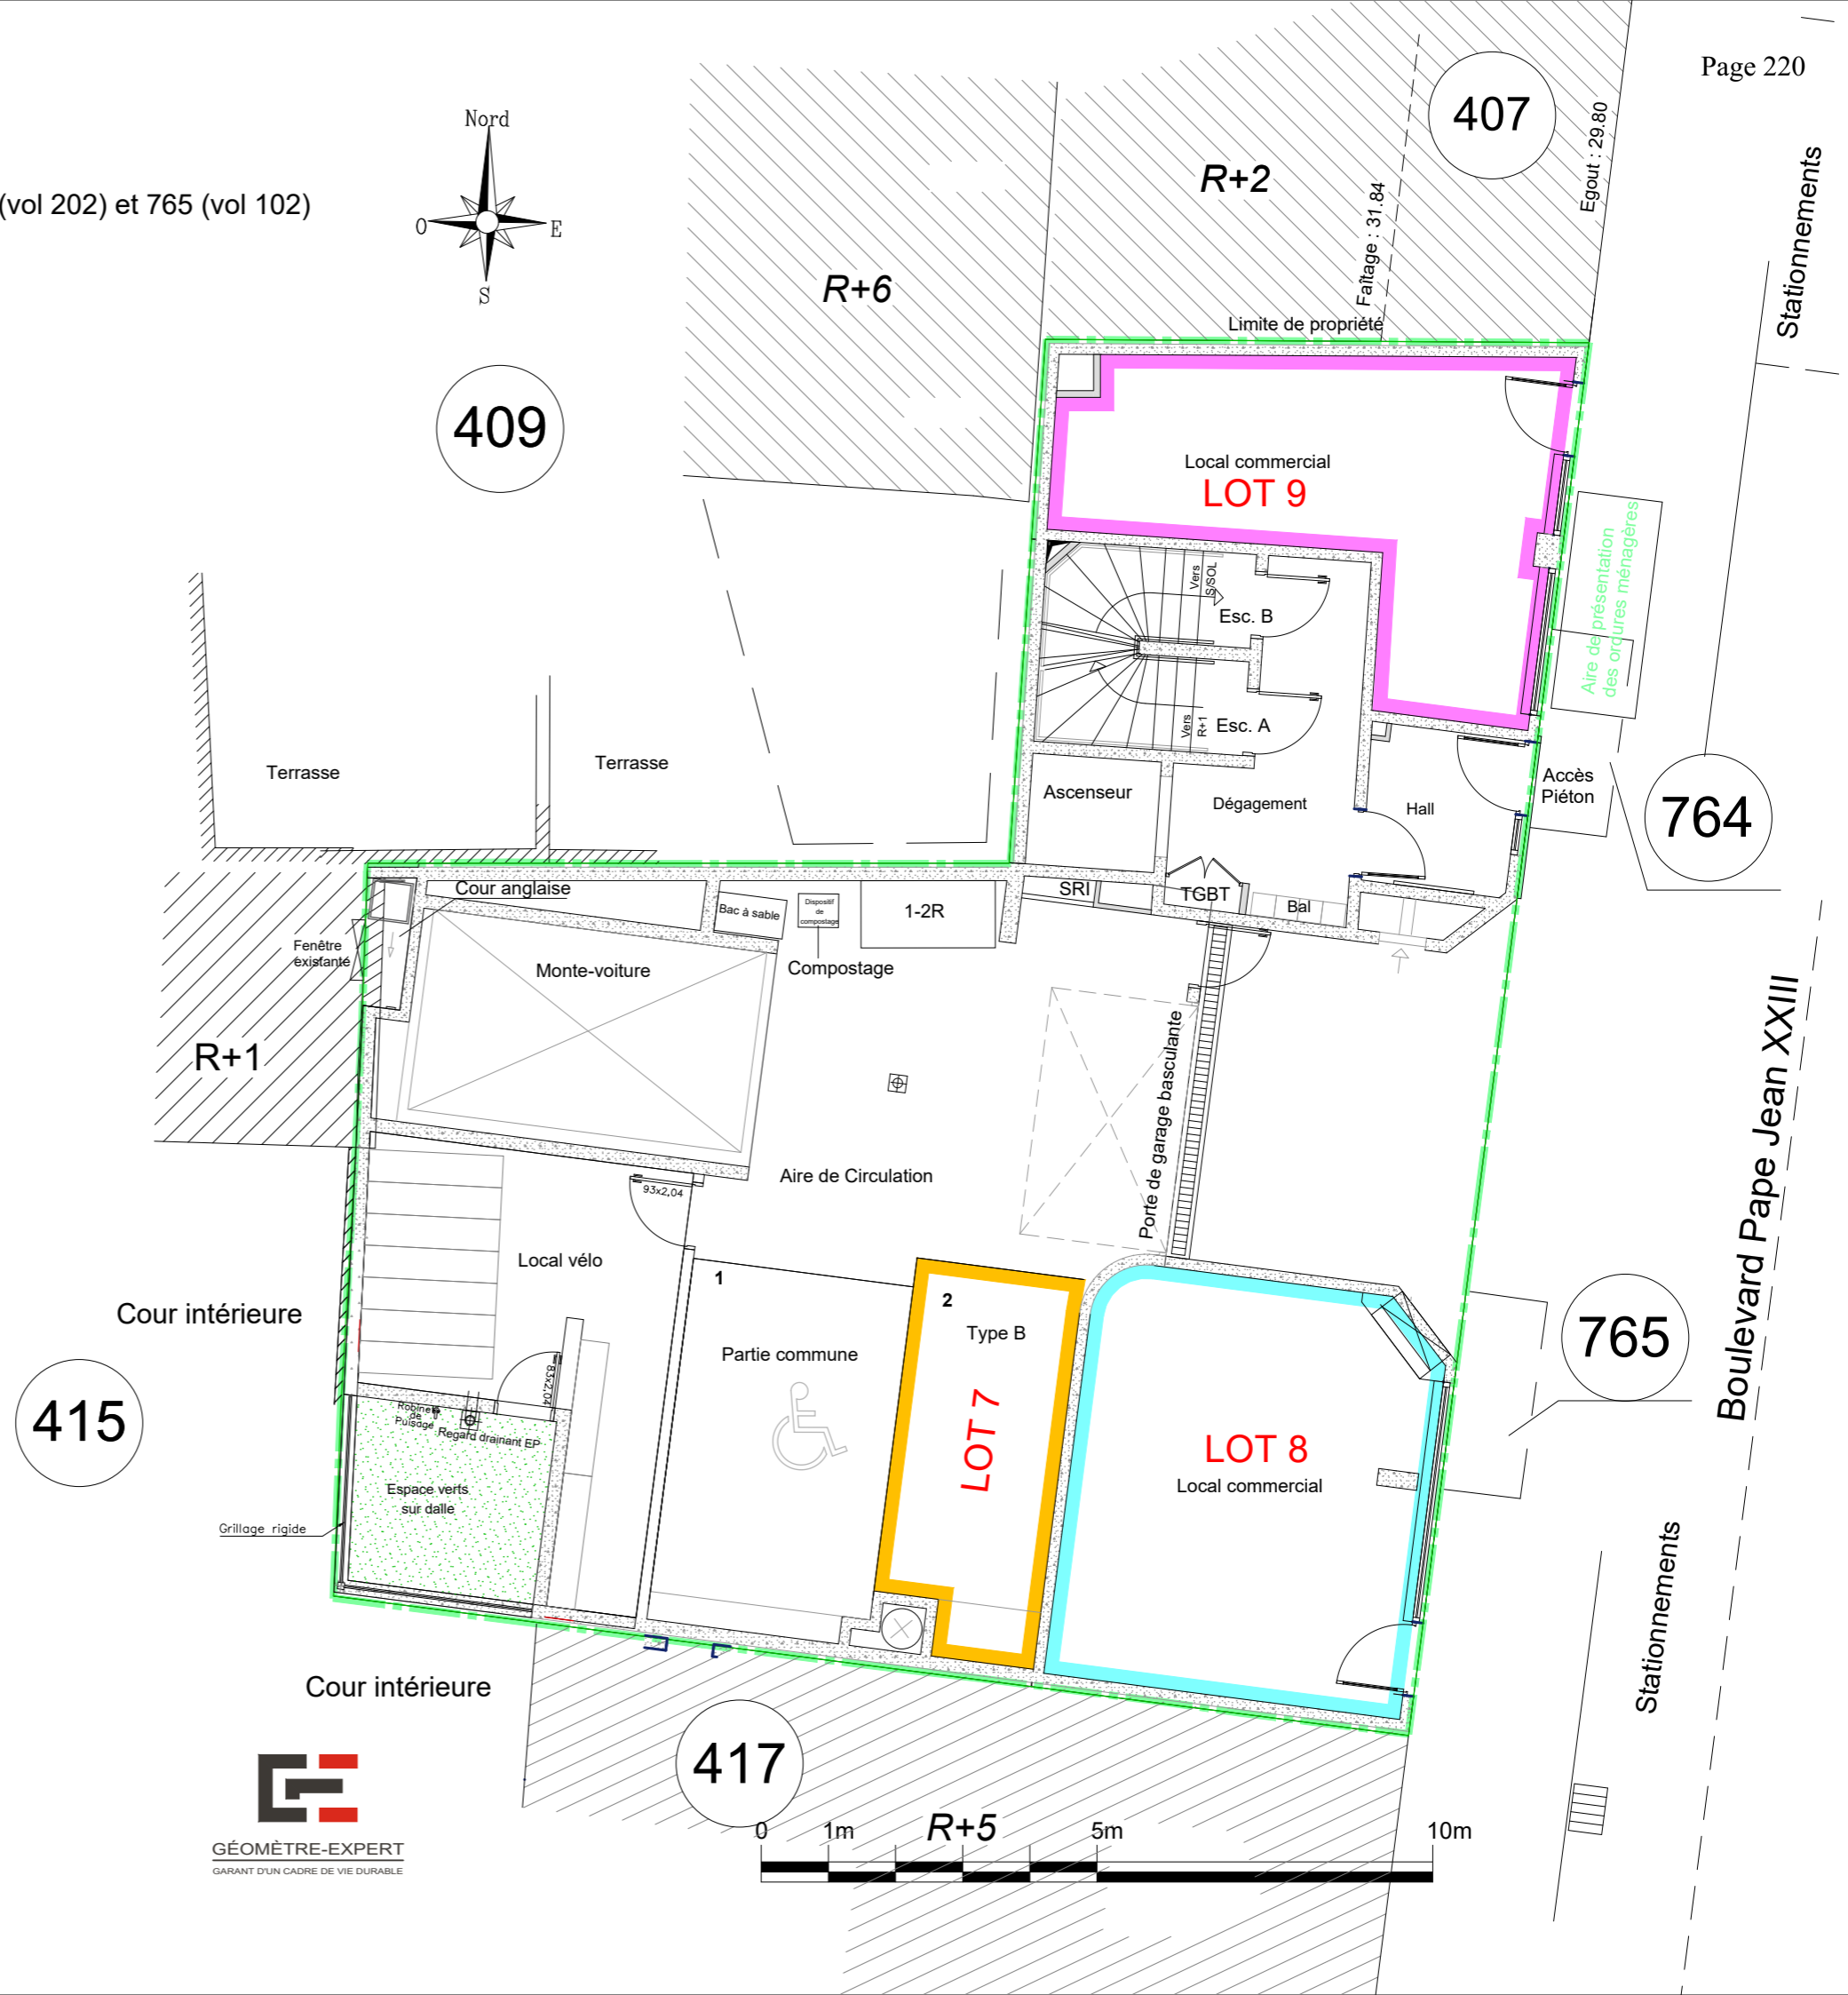 Page 220
(vol 202) et 765 (vol 102)
Nord
O
E
S
407
R+2
R+6
Faîtage : 31.84
Egout : 29.80
Stationnements
Limite de propriété
409
Local commercial
LOT 9
Aire de présentation
des ordures ménagères
Vers
S/SOL
Esc. B
Vers
R+1
Esc. A
Terrasse
Terrasse
Ascenseur
Dégagement
Hall
Accès
Piéton
764
Cour anglaise
SRI
TGBT
Bal
Bac à sable
Dispositif
de
compostage
1-2R
Fenêtre
existante
Monte-voiture
Compostage
R+1
Porte de garage basculante
Boulevard Pape Jean XXIII
Aire de Circulation
93x2,04
Local vélo
1
2
Type B
Cour intérieure
Partie commune
765
83x2,04
415
Robinet
de
Puisage
Regard drainant EP
LOT 7
LOT 8
Local commercial
Espace verts
sur dalle
Grillage rigide
Stationnements
Cour intérieure
417
GÉOMÈTRE-EXPERT
GARANT D'UN CADRE DE VIE DURABLE
R+5
0
1m
5m
10m